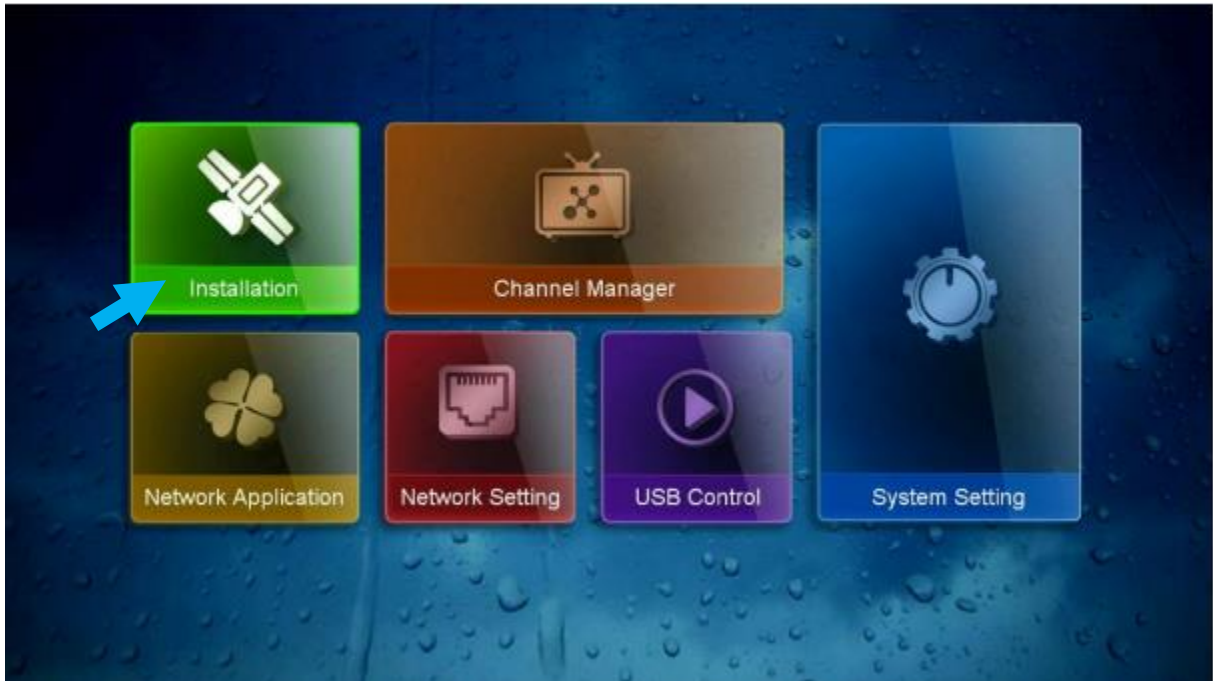 Installation
Channel Manager
Network Application
Network Setting
USB Control
System Setting